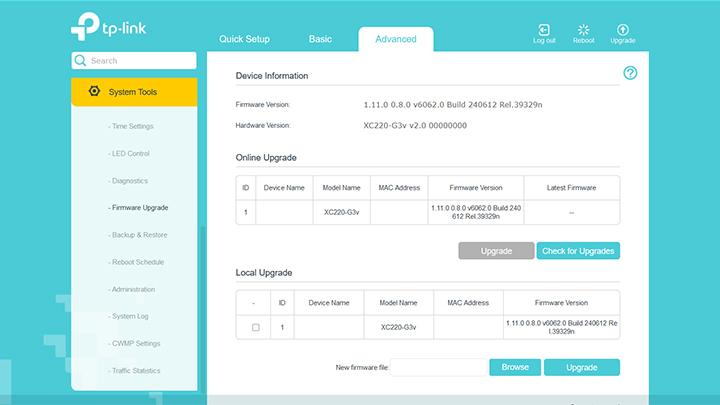 tp-link
Quick Setup
Basic
Advanced
Log out
Reboot
Upgrade
Search
System Tools
- Time Settings
- LED Control
- Diagnostics
- Firmware Upgrade
- Backup & Restore
- Reboot Schedule
- Administration
- System Log
- CWMP Settings
- Traffic Statistics
Device Information
?
Firmware Version: 1.11.0 0.8.0 v6062.0 Build 240612 Rel.39329n
Hardware Version: XC220-G3v v2.0 00000000
Online Upgrade
ID Device Name Model Name MAC Address Firmware Version Latest Firmware
1 XC220-G3v 1.11.0 0.8.0 v6062.0 Build 240 --
612 Rel.39329n
Upgrade Check for Upgrades
Local Upgrade
- ID Device Name Model Name MAC Address Firmware Version
1 XC220-G3v 1.11.0 0.8.0 v6062.0 Build 240612 Re
l.39329n
New firmware file: Browse Upgrade